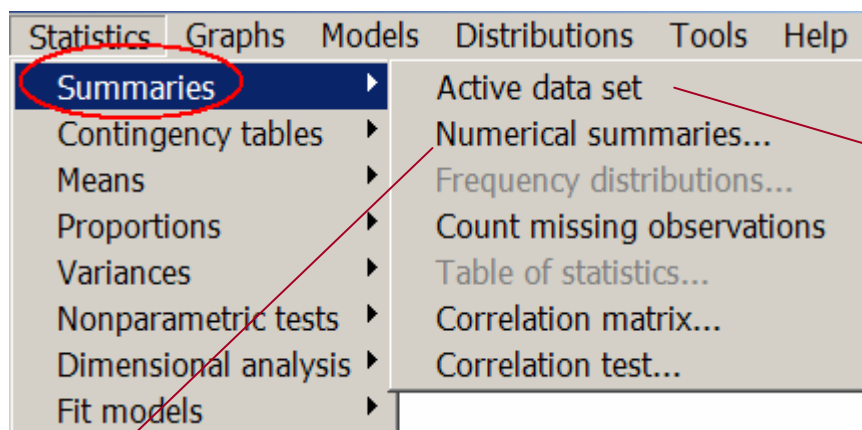 Statistics Graphs Models Distributions Tools Help
Summaries
Contingency tables
Means
Proportions
Variances
Nonparametric tests
Dimensional analysis
Fit models
Active data set
Numerical summaries...
Frequency distributions...
Count missing observations
Table of statistics...
Correlation matrix...
Correlation test...